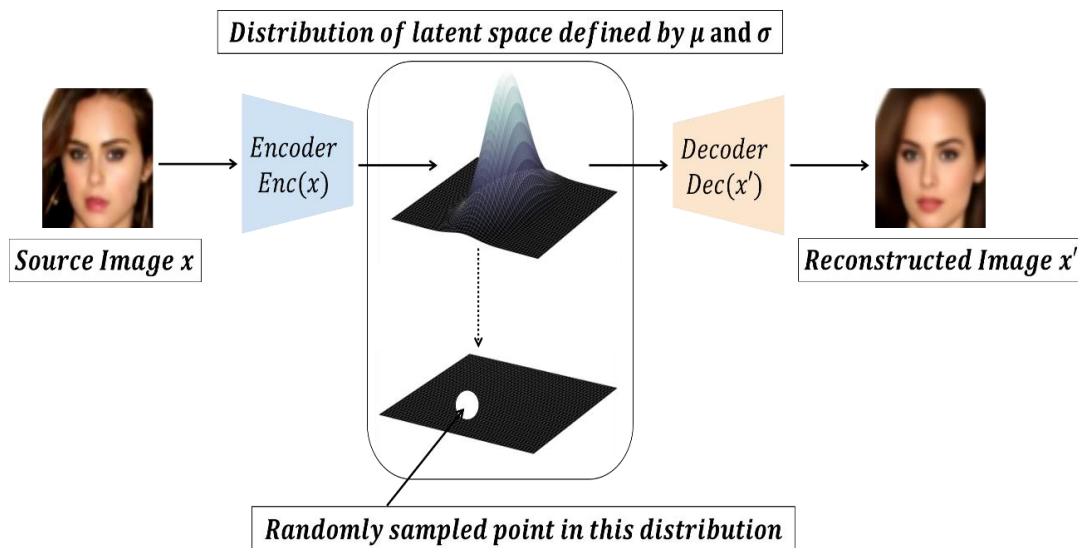 Distribution of latent space defined by μ and σ
Encoder
Enc(x)
Decoder
Dec(x′)
Source Image x
Reconstructed Image x′
Randomly sampled point in this distribution